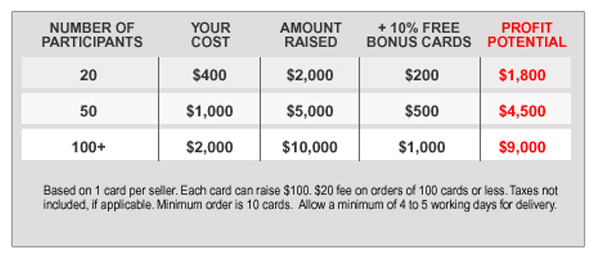 NUMBER OF PARTICIPANTS YOUR COST AMOUNT RAISED + 10% FREE BONUS CARDS PROFIT POTENTIAL
20 $400 $2,000 $200 $1,800
50 $1,000 $5,000 $500 $4,500
100+ $2,000 $10,000 $1,000 $9,000
Based on 1 card per seller. Each card can raise $100. $20 fee on orders of 100 cards or less. Taxes not
included, if applicable. Minimum order is 10 cards. Allow a minimum of 4 to 5 working days for delivery.